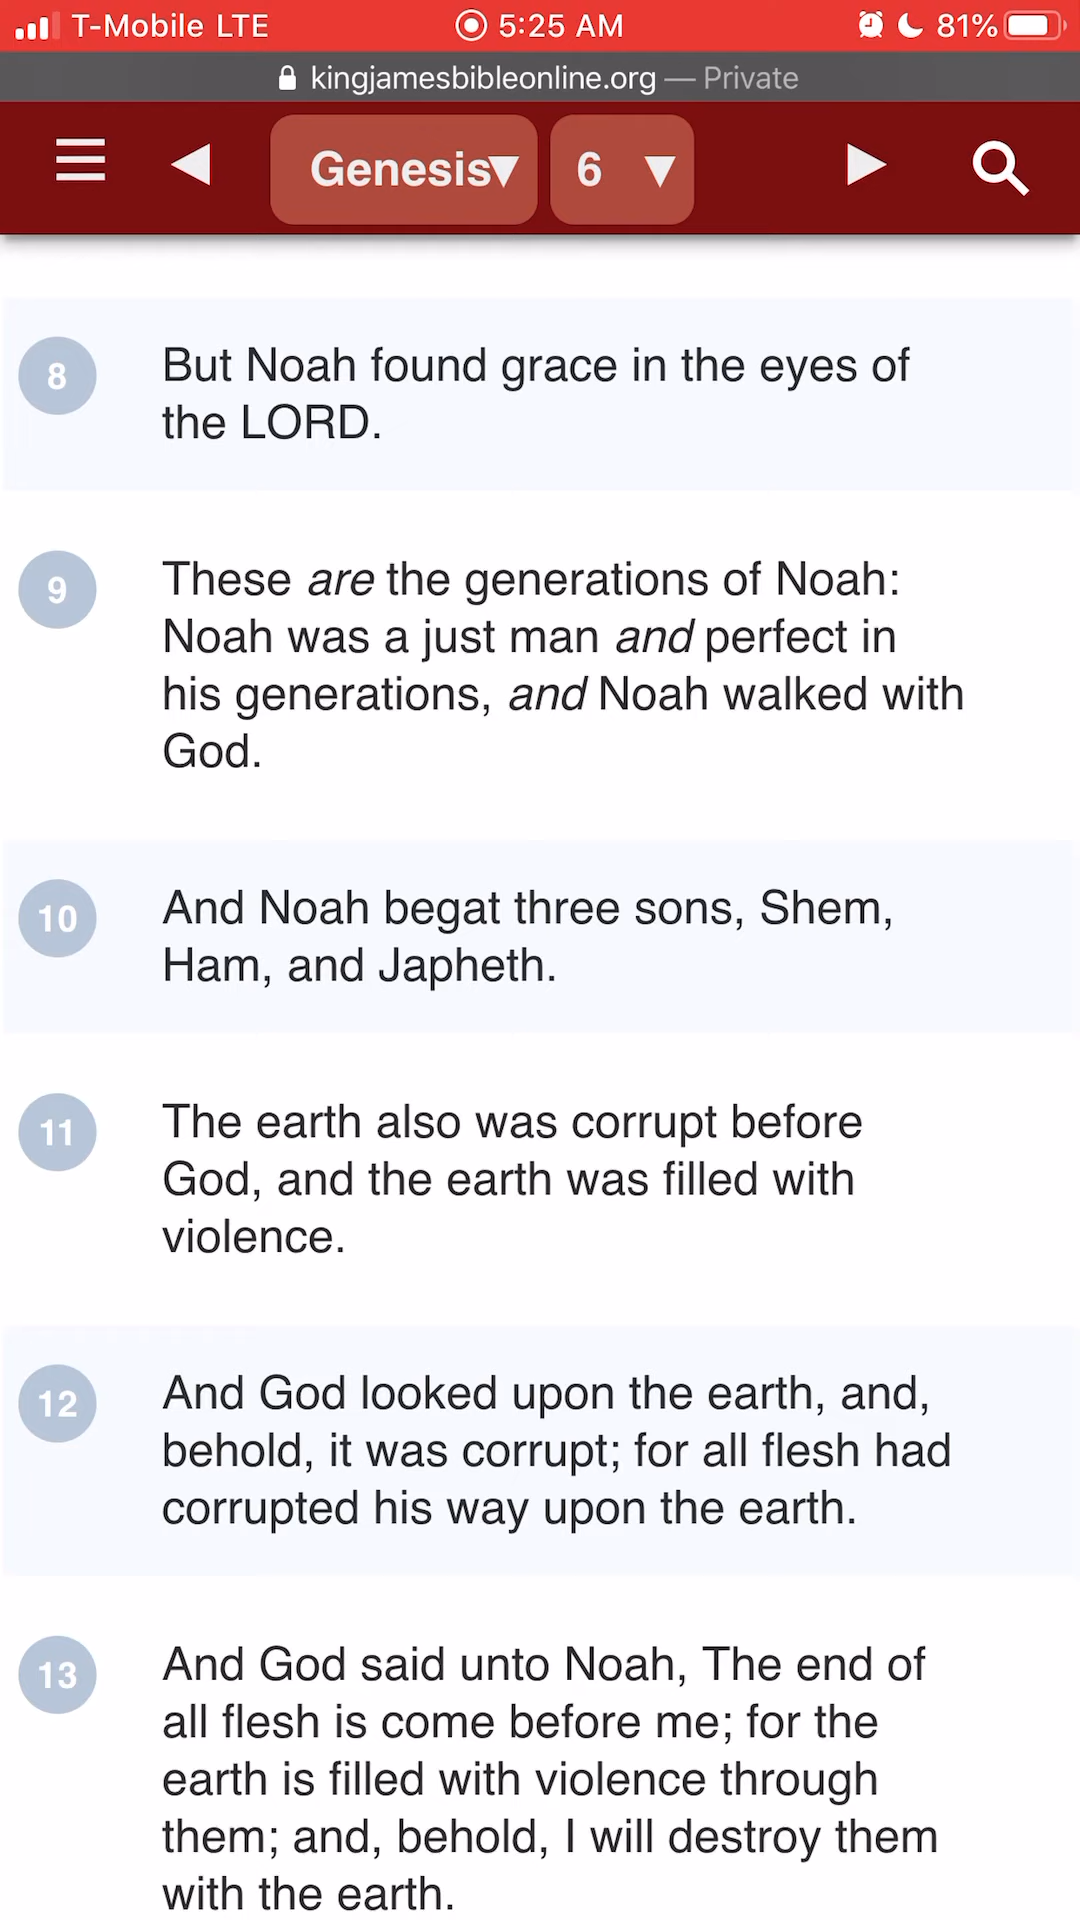 T-Mobile LTE 5:25 AM 81%
kingjamesbibleonline.org — Private
Genesis 6
8 But Noah found grace in the eyes of
the LORD.
9 These are the generations of Noah:
Noah was a just man and perfect in
his generations, and Noah walked with
God.
10 And Noah begat three sons, Shem,
Ham, and Japheth.
11 The earth also was corrupt before
God, and the earth was filled with
violence.
12 And God looked upon the earth, and,
behold, it was corrupt; for all flesh had
corrupted his way upon the earth.
13 And God said unto Noah, The end of
all flesh is come before me; for the
earth is filled with violence through
them; and, behold, I will destroy them
with the earth.